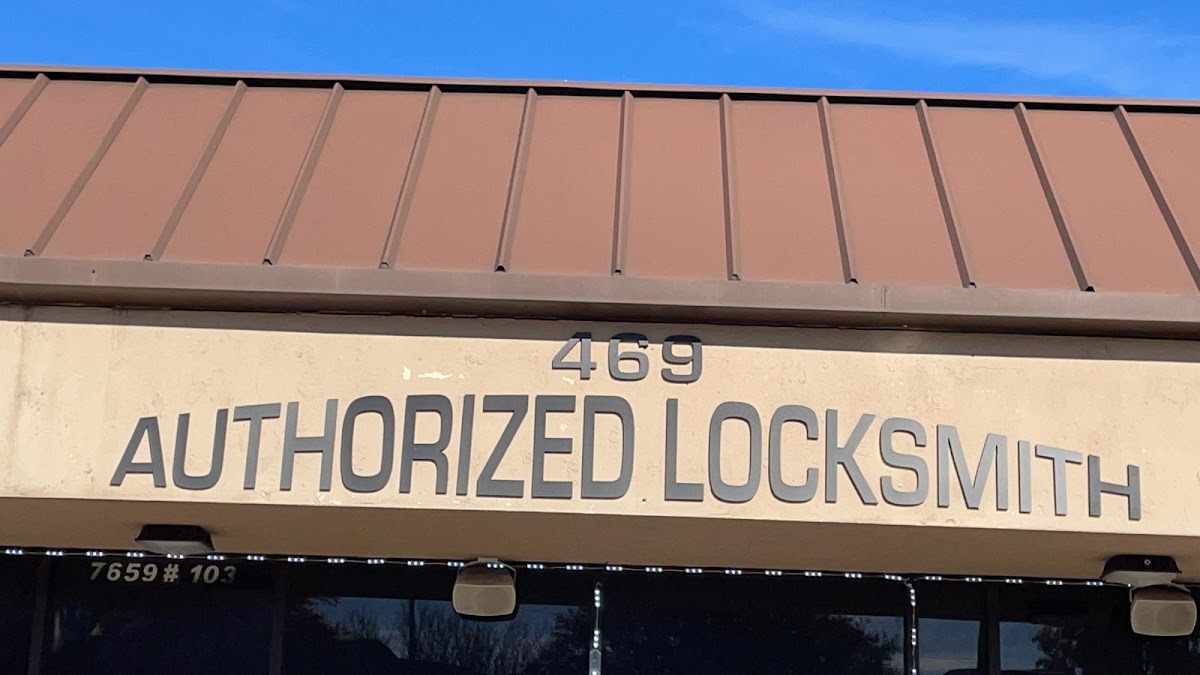 469
AUTHORIZED LOCKSMITH
7659 # 103